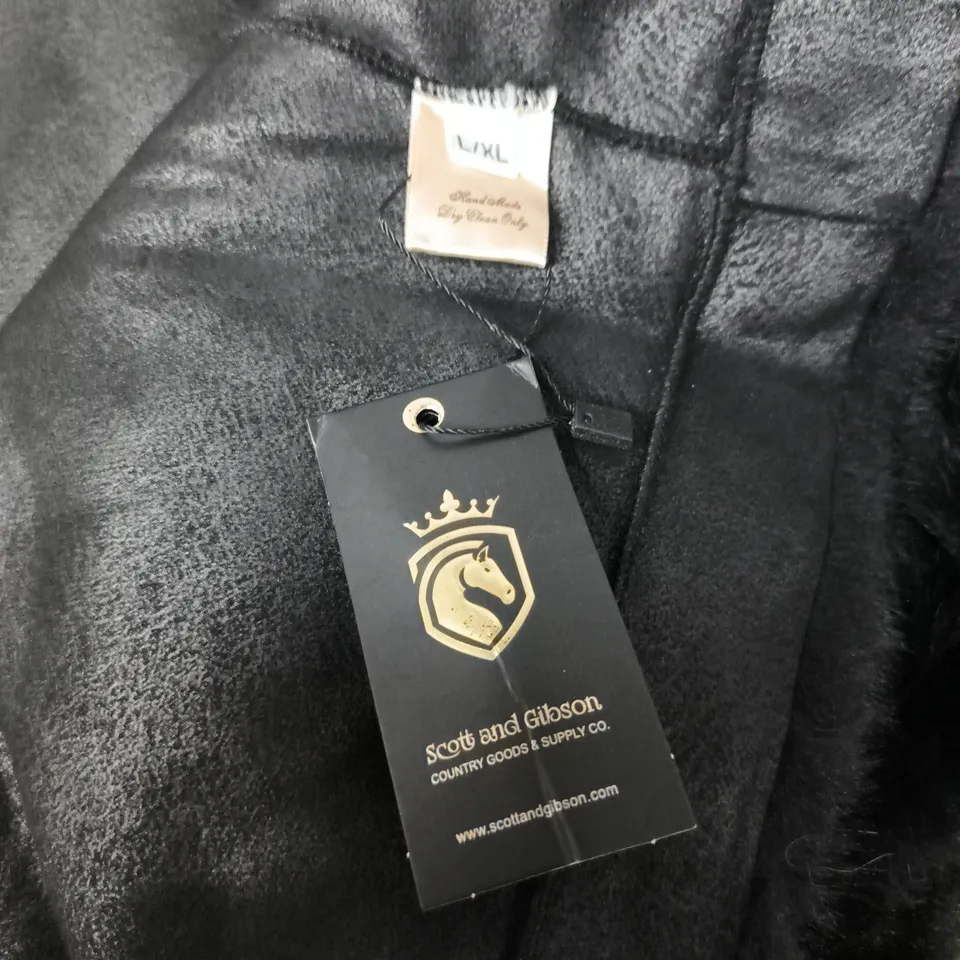 L/XL
Hand Made
Dry Clean Only
Scott and Gibson
COUNTRY GOODS & SUPPLY CO.
www.scottandgibson.com